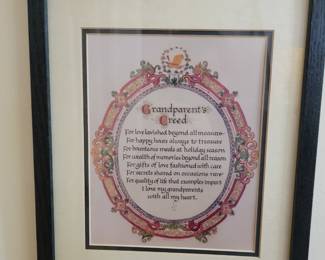 Grandparent's
Creed
For love lavished beyond all measure
For happy hours always to treasure
For bounteous meals at holiday season
For wealth of memories beyond all reason
For gifts of love fashioned with care
For secrets shared on occasions rare
For quality of life that examples impart
I love my grandparents
with all my heart.